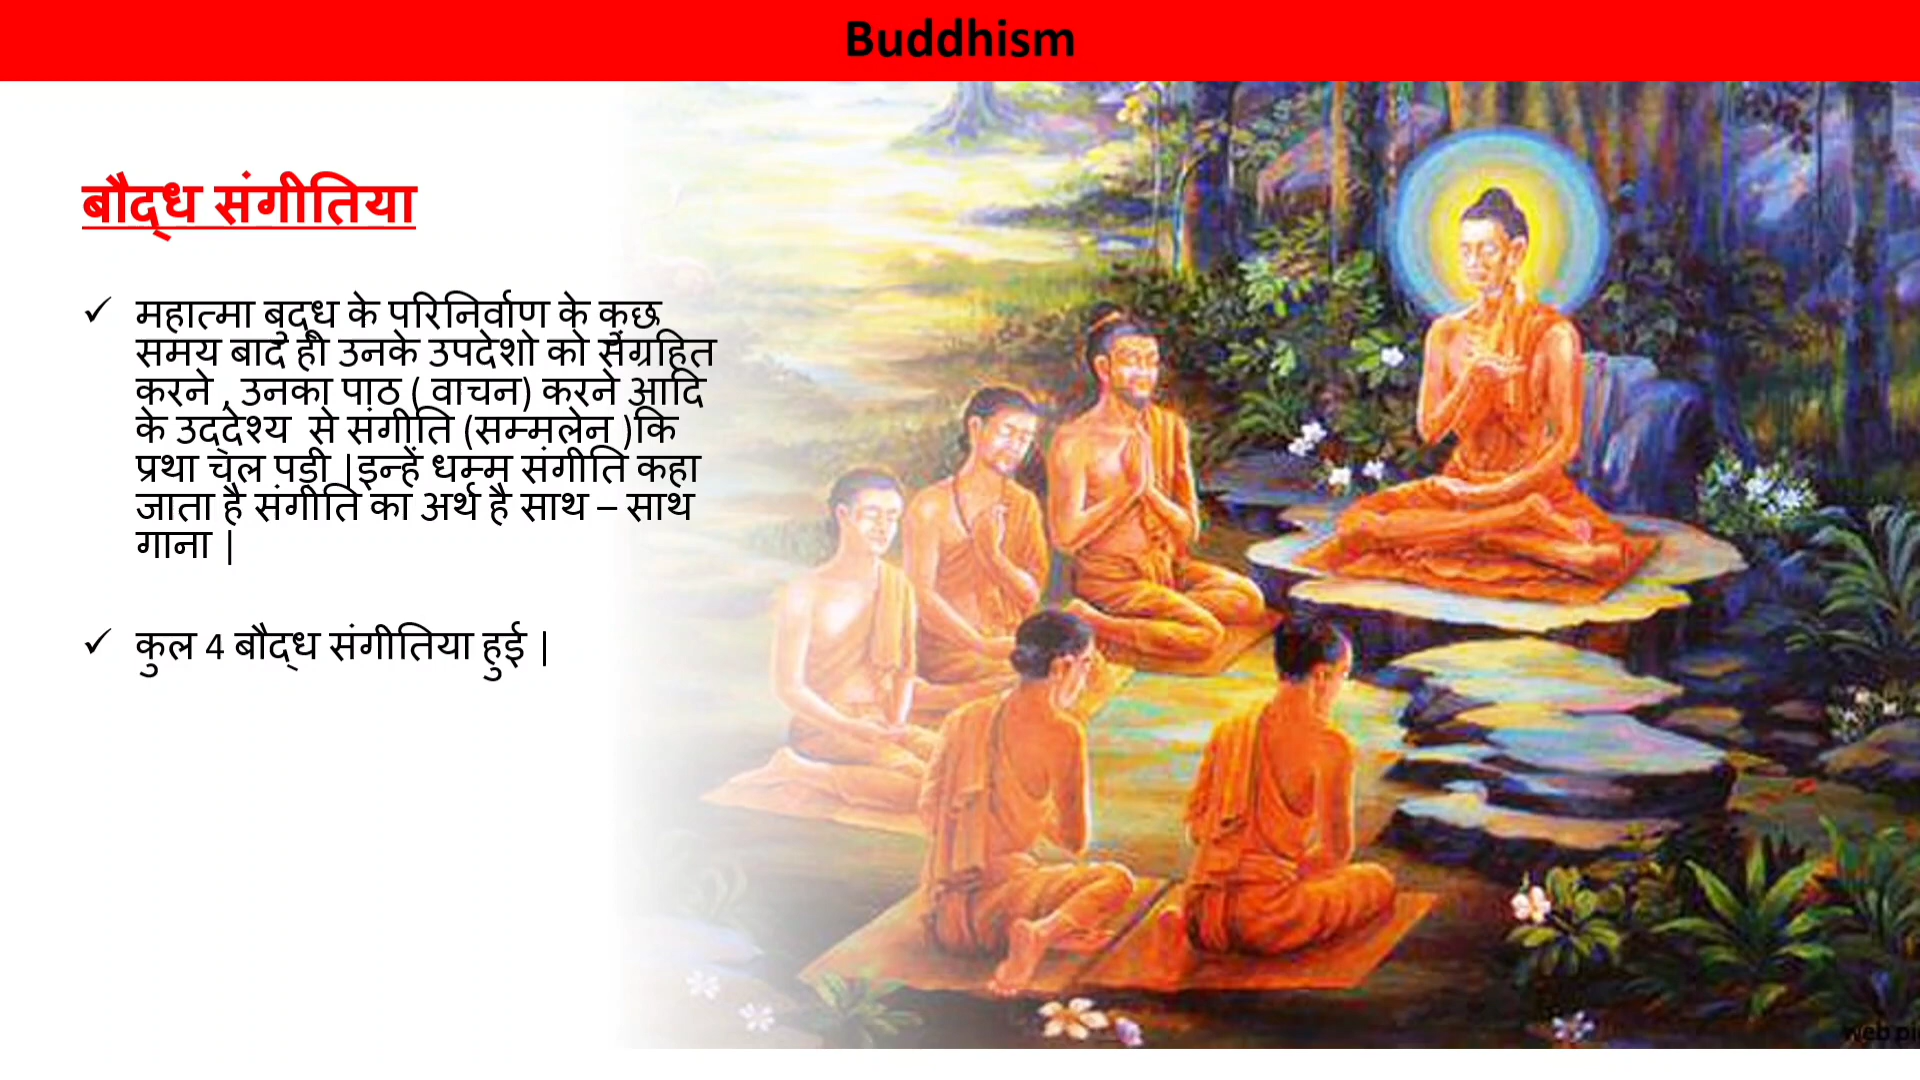 Buddhism
बौद्ध संगीतिया
✓ महात्मा बुद्ध के परिनिर्वाण के कुछ
समय बाद ही उनके उपदेशो को संग्रहित
करने , उनका पाठ ( वाचन) करने आदि
के उद्देश्य से संगीति (सम्मलेन )कि
प्रथा चल पड़ी |इन्हें धम्म संगीति कहा
जाता है संगीति का अर्थ है साथ – साथ
गाना |
✓ कुल 4 बौद्ध संगीतिया हुई |